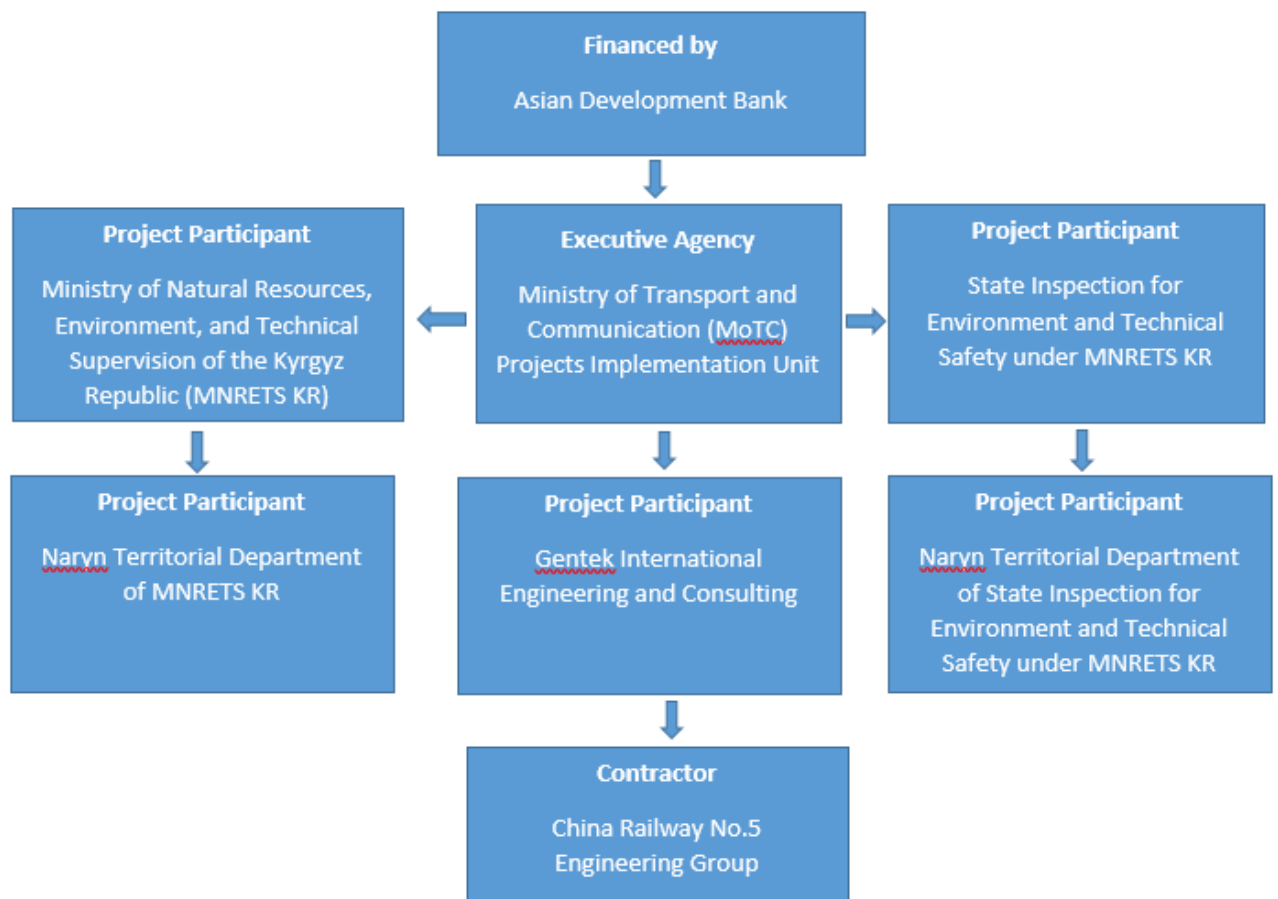 Financed by
Asian Development Bank
Project Participant
Ministry of Natural Resources,
Environment, and Technical
Supervision of the Kyrgyz
Republic (MNRETS KR)
Executive Agency
Ministry of Transport and
Communication (MoTC)
Projects Implementation Unit
Project Participant
State Inspection for
Environment and Technical
Safety under MNRETS KR
Project Participant
Naryn Territorial Department
of MNRETS KR
Project Participant
Gentek International
Engineering and Consulting
Project Participant
Naryn Territorial Department
of State Inspection for
Environment and Technical
Safety under MNRETS KR
Contractor
China Railway No.5
Engineering Group